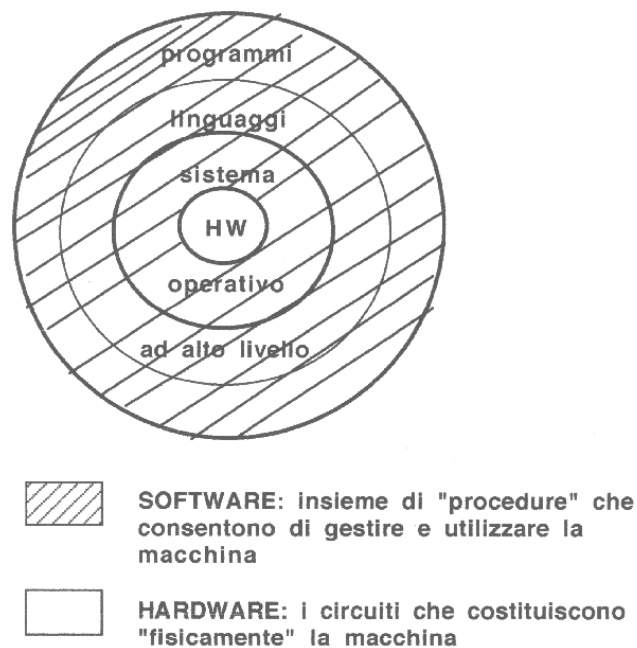 programmi
linguaggi
sistema
HW
operativo
ad alto livello
SOFTWARE: insieme di "procedure" che
consentono di gestire e utilizzare la
macchina
HARDWARE: i circuiti che costituiscono
"fisicamente" la macchina